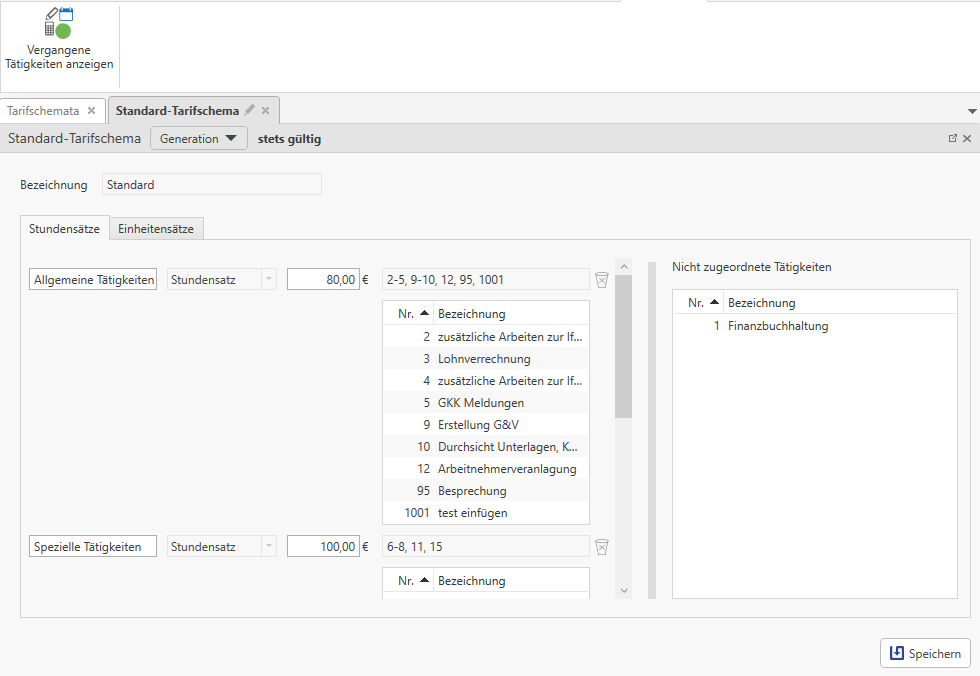 Vergangene
Tätigkeiten anzeigen
Tarifschemata
Standard-Tarifschema
Standard-Tarifschema Generation stets gültig
Bezeichnung Standard
Stundensätze Einheitensätze
Allgemeine Tätigkeiten Stundensatz 80,00 € 2-5, 9-10, 12, 95, 1001
Nr. Bezeichnung
2 zusätzliche Arbeiten zur lf...
3 Lohnverrechnung
4 zusätzliche Arbeiten zur lf...
5 GKK Meldungen
9 Erstellung G&V
10 Durchsicht Unterlagen, K...
12 Arbeitnehmerveranlagung
95 Besprechung
1001 test einfügen
Spezielle Tätigkeiten Stundensatz 100,00 € 6-8, 11, 15
Nr. Bezeichnung
Nicht zugeordnete Tätigkeiten
Nr. Bezeichnung
1 Finanzbuchhaltung
Speichern